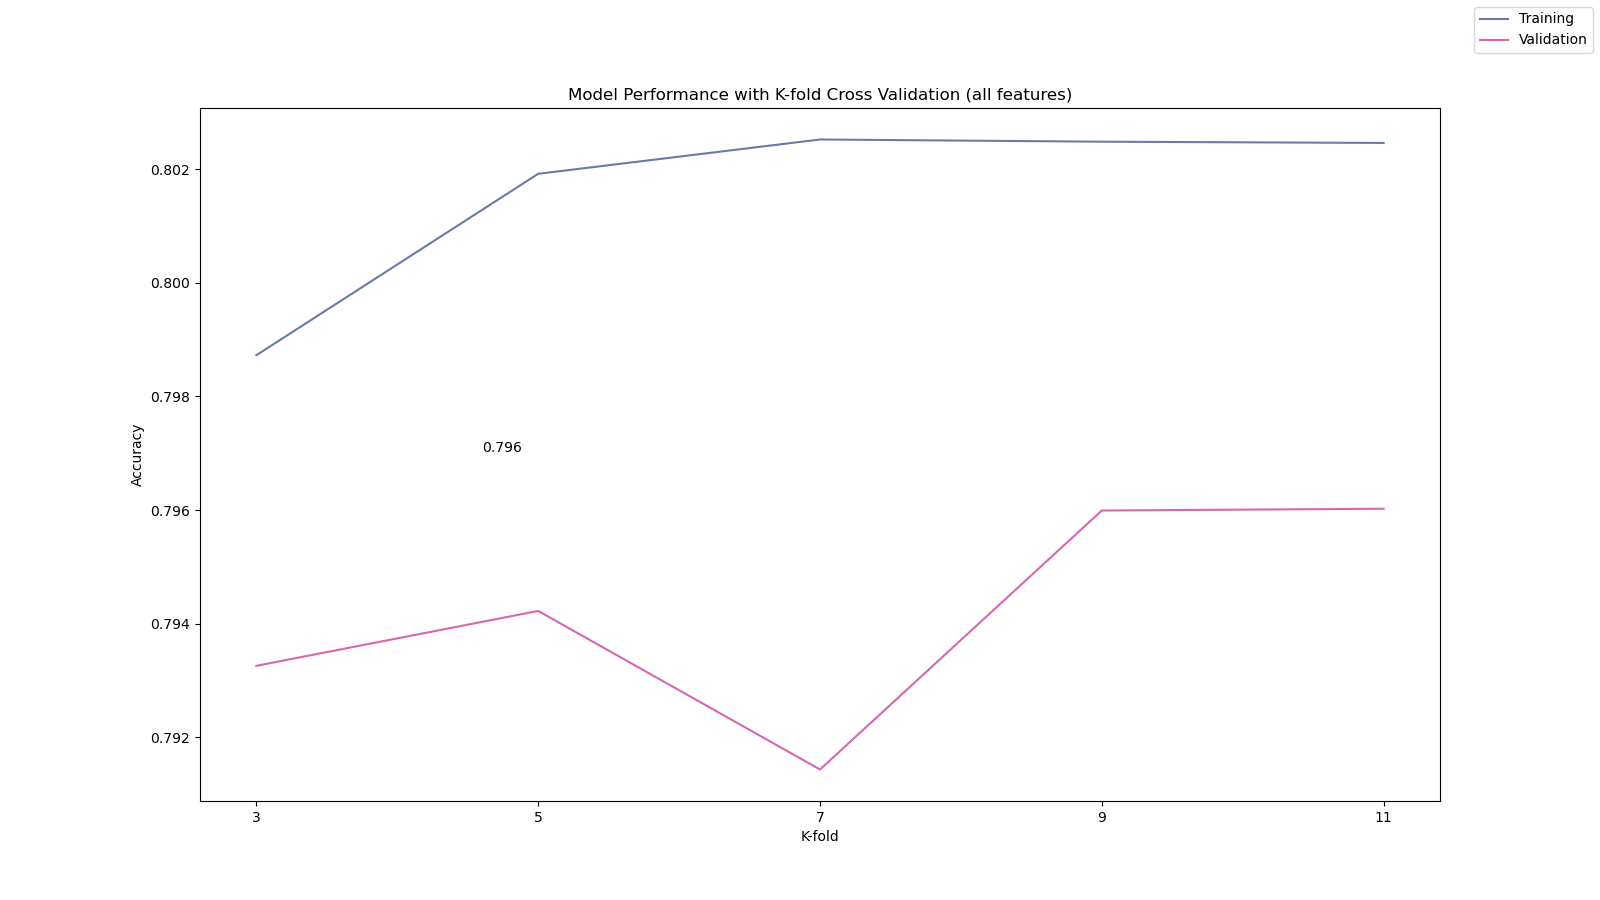 Training
Validation
Model Performance with K-fold Cross Validation (all features)
0.802
0.800
0.798
0.796
0.794
0.792
Accuracy
0.796
3 5 7 9 11
K-fold